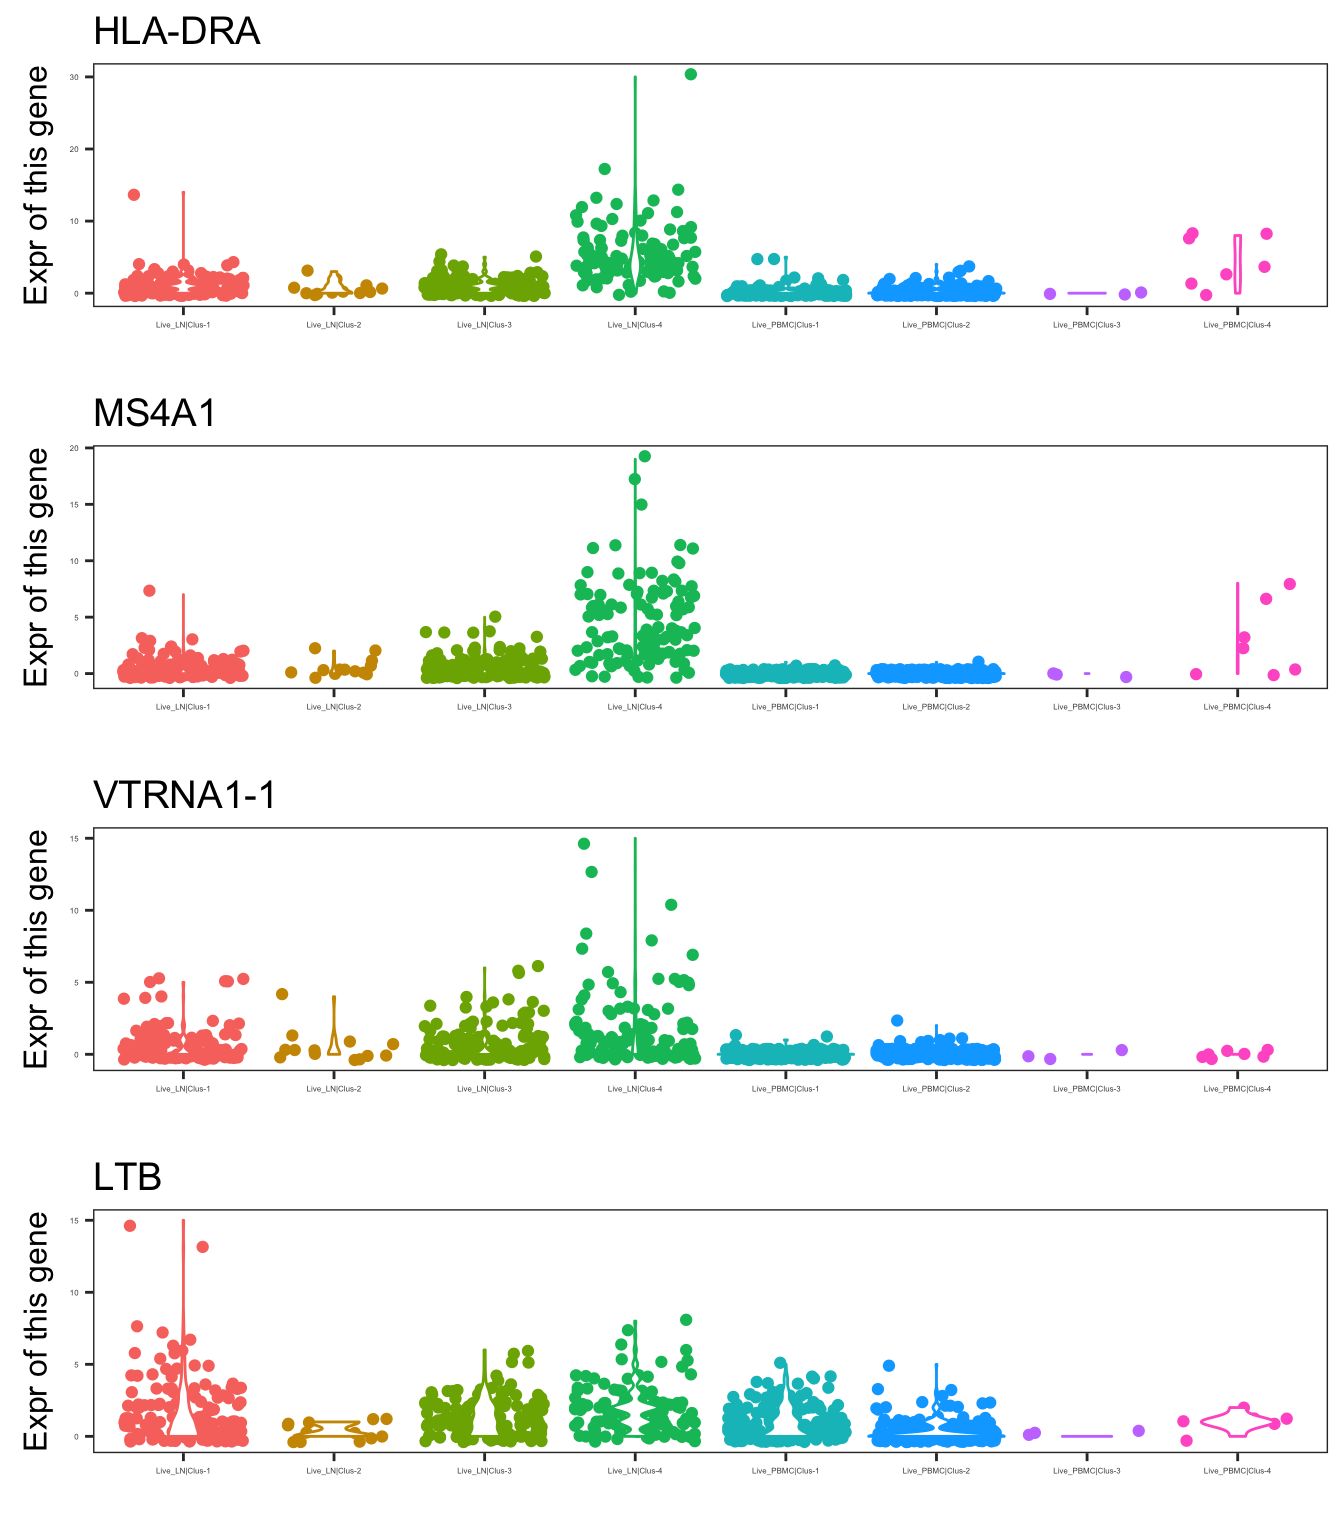 HLA-DRA
Expr of this gene
30
20
10
0
Live_LN|Clus-1 Live_LN|Clus-2 Live_LN|Clus-3 Live_LN|Clus-4 Live_PBMC|Clus-1 Live_PBMC|Clus-2 Live_PBMC|Clus-3 Live_PBMC|Clus-4
MS4A1
Expr of this gene
20
15
10
5
0
Live_LN|Clus-1 Live_LN|Clus-2 Live_LN|Clus-3 Live_LN|Clus-4 Live_PBMC|Clus-1 Live_PBMC|Clus-2 Live_PBMC|Clus-3 Live_PBMC|Clus-4
VTRNA1-1
Expr of this gene
15
10
5
0
Live_LN|Clus-1 Live_LN|Clus-2 Live_LN|Clus-3 Live_LN|Clus-4 Live_PBMC|Clus-1 Live_PBMC|Clus-2 Live_PBMC|Clus-3 Live_PBMC|Clus-4
LTB
Expr of this gene
15
10
5
0
Live_LN|Clus-1 Live_LN|Clus-2 Live_LN|Clus-3 Live_LN|Clus-4 Live_PBMC|Clus-1 Live_PBMC|Clus-2 Live_PBMC|Clus-3 Live_PBMC|Clus-4